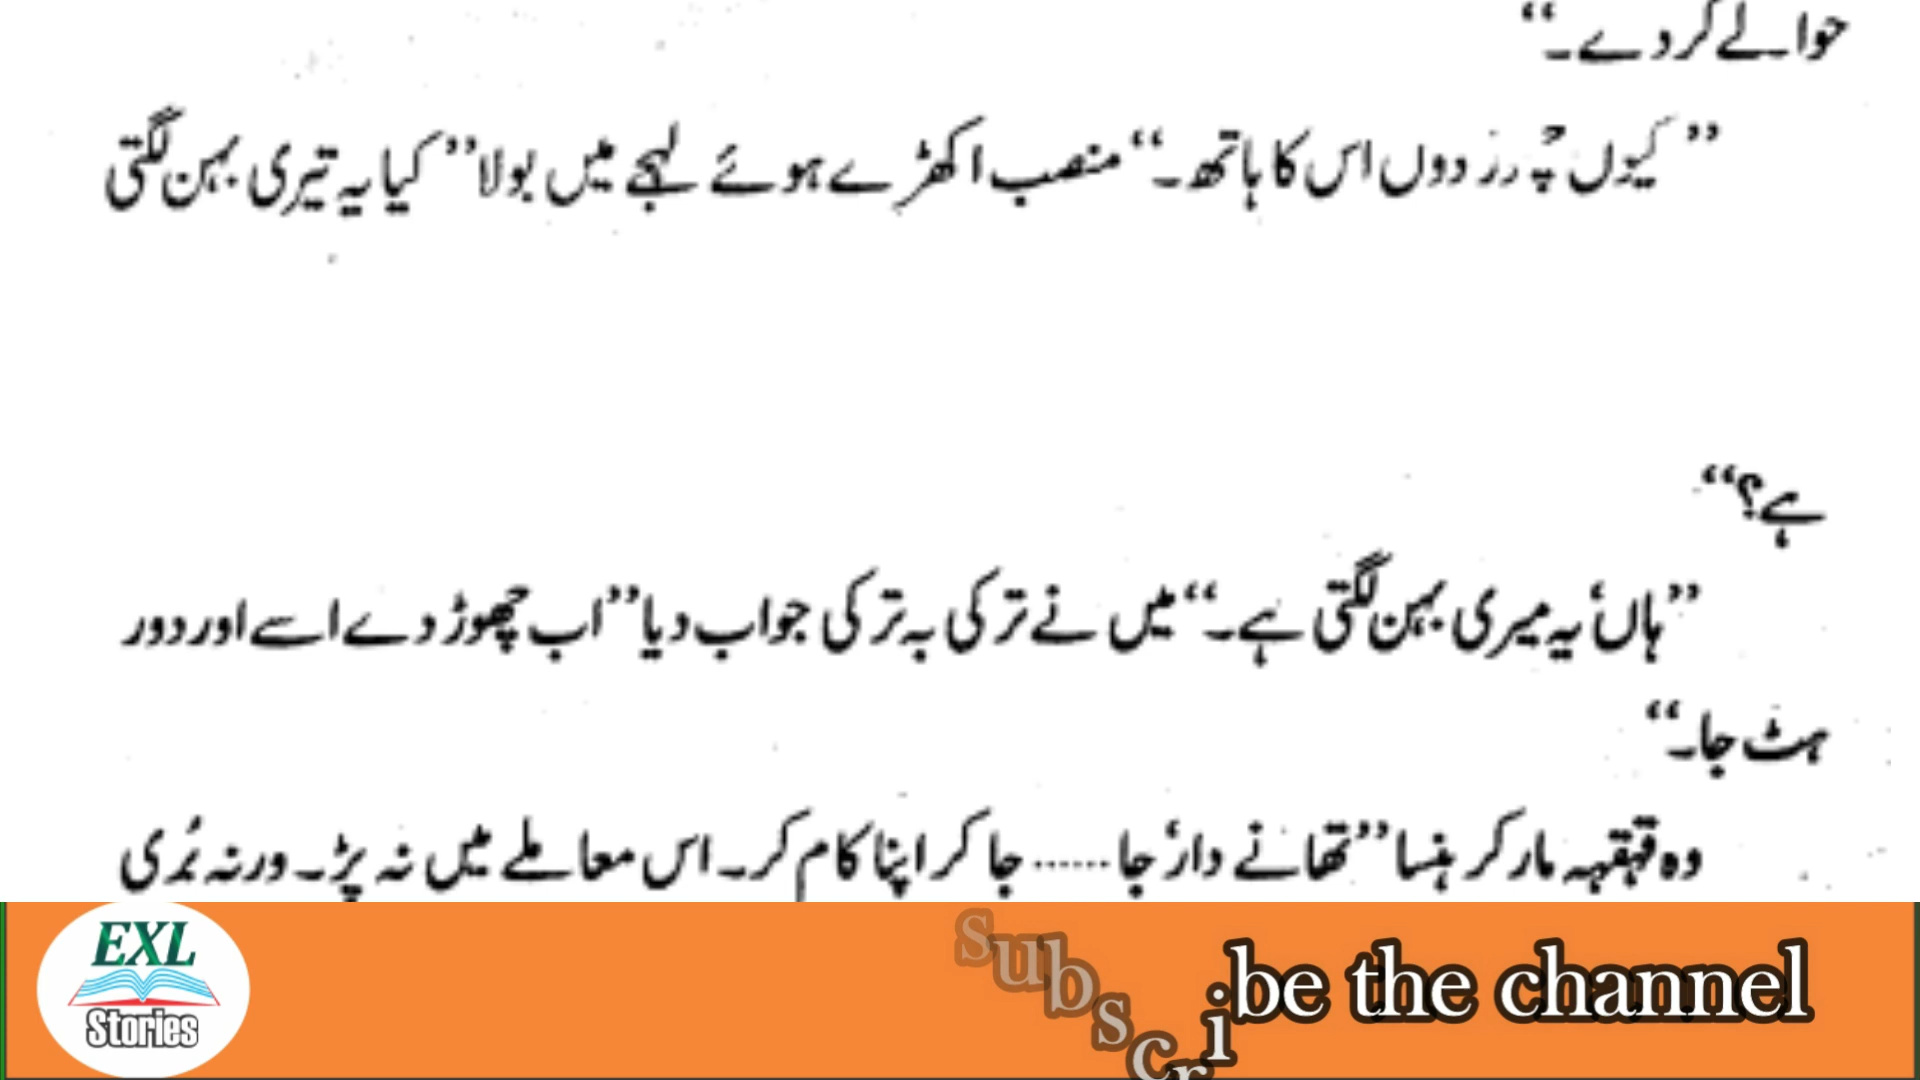 حوالے کر دے۔“
”کیوں چھوڑ دوں اس کا ہاتھ۔“ منصب اکھڑے ہوئے لہجے میں بولا ”کیا یہ تیری بہن لگتی
ہے؟“
”ہاں‘ یہ میری بہن لگتی ہے۔“ میں نے ترکی بہ ترکی جواب دیا ”اب چھوڑ دے اسے اور دور
ہٹ جا۔“
وہ قہقہہ مار کر ہنسا ”تھانے دار‘ جا ...... جا کر اپنا کام کر۔ اس معاملے میں نہ پڑ۔ ورنہ بُری
EXL
Stories
Subscribe the channel